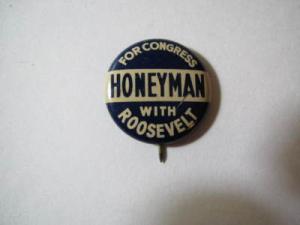 FOR CONGRESS
HONEYMAN
WITH
ROOSEVELT